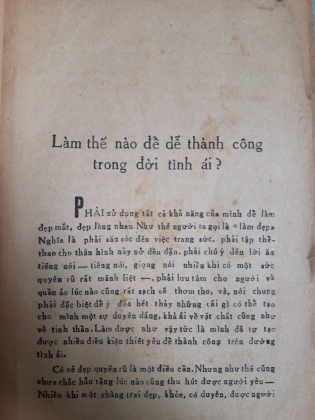 Làm thế nào để dễ thành công
trong đời tình ái?
PHẢI xử dụng tất cả khả năng của mình để làm
đẹp mắt, đẹp lòng nhau Như thế người ta gọi là «làm đẹp»
Nghĩa là phải săn sóc đến việc trang sức, phải tập thể-
thao cho thân hình này nở đều đặn, phải chú ý đến lời ăn
tiếng nói — tiếng nói, giọng nói nhiều khi có một sức
quyến rũ rất mãnh liệt —, phải lưu tâm cho người và
quần áo lúc nào cũng rất sạch sẽ thơm tho, và, nói chung
phải đặc biệt để ý đến hết thảy những cái gì có thể tạo
cho mình một sự duyên dáng, khả ái về vật chất cũng như
về tinh thần. Làm được như vậy tức là mình đã tự tạo
được nhiều điều kiện thiết yếu để thành công trên đường
tình ái.
Có vẻ đẹp quyến rũ là một điều cần. Nhưng như thế cũng
chưa chắc hẳn rằng lúc nào cũng thu hút được người yêu —
Nhiều khi một chàng trai đẹp, khỏe, có duyên, được người